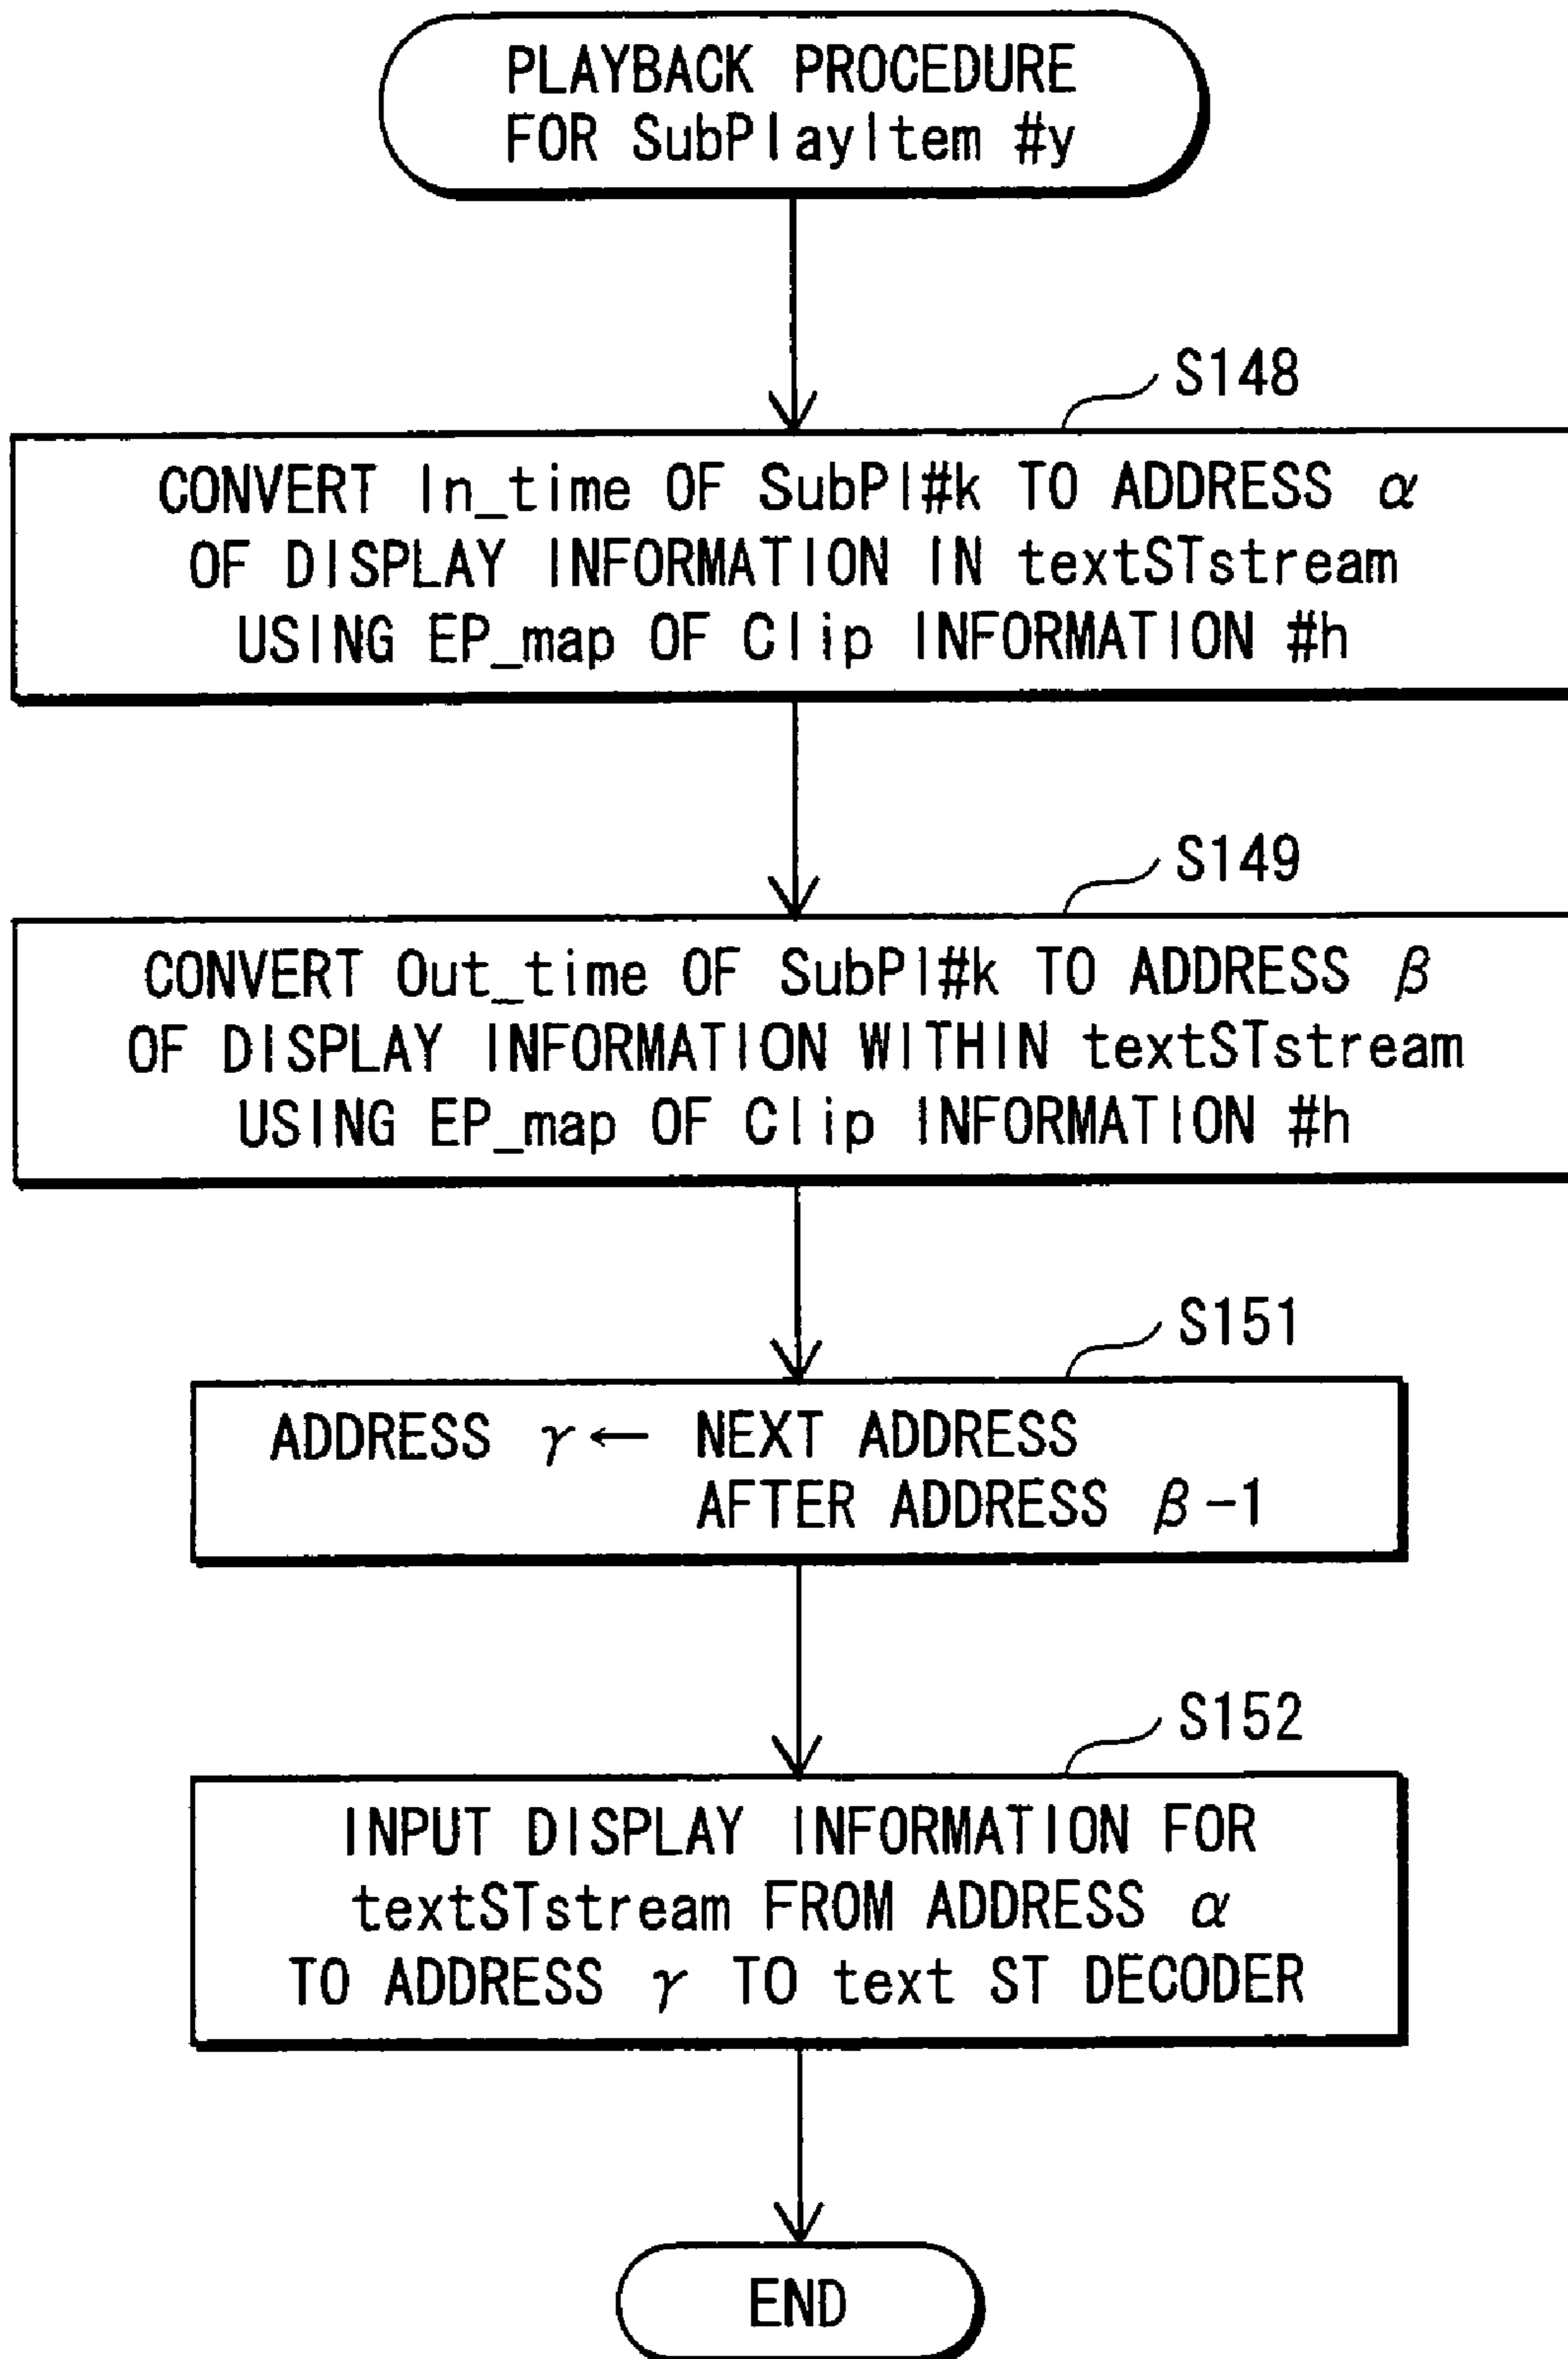 PLAYBACK PROCEDURE
FOR SubPlayItem #y
S148
CONVERT In_time OF SubPI#k TO ADDRESS α
OF DISPLAY INFORMATION IN textSTstream
USING EP_map OF Clip INFORMATION #h
S149
CONVERT Out_time OF SubPI#k TO ADDRESS β
OF DISPLAY INFORMATION WITHIN textSTstream
USING EP_map OF Clip INFORMATION #h
S151
ADDRESS γ ← NEXT ADDRESS
AFTER ADDRESS β-1
S152
INPUT DISPLAY INFORMATION FOR
textSTstream FROM ADDRESS α
TO ADDRESS γ TO text ST DECODER
END